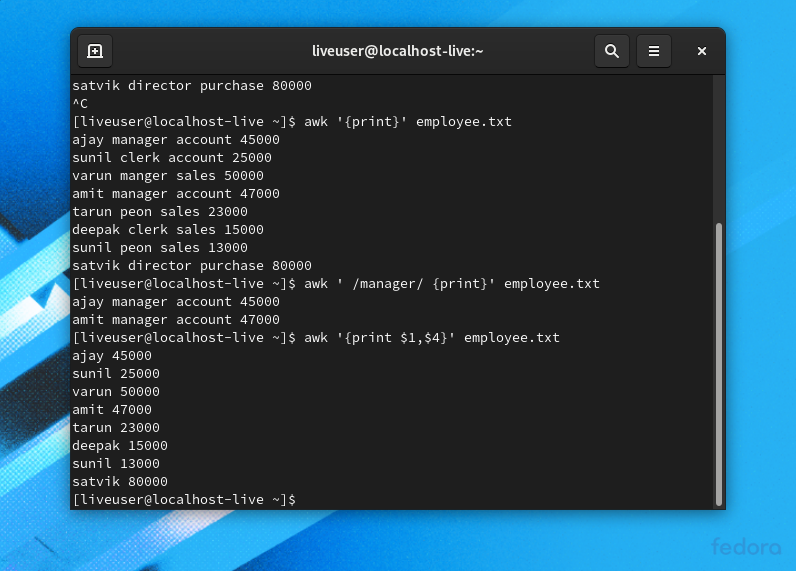 liveuser@localhost-live:~
satvik director purchase 80000
^C
[liveuser@localhost-live ~]$ awk '{print}' employee.txt
ajay manager account 45000
sunil clerk account 25000
varun manger sales 50000
amit manager account 47000
tarun peon sales 23000
deepak clerk sales 15000
sunil peon sales 13000
satvik director purchase 80000
[liveuser@localhost-live ~]$ awk ' /manager/ {print}' employee.txt
ajay manager account 45000
amit manager account 47000
[liveuser@localhost-live ~]$ awk '{print $1,$4}' employee.txt
ajay 45000
sunil 25000
varun 50000
amit 47000
tarun 23000
deepak 15000
sunil 13000
satvik 80000
[liveuser@localhost-live ~]$
fedora